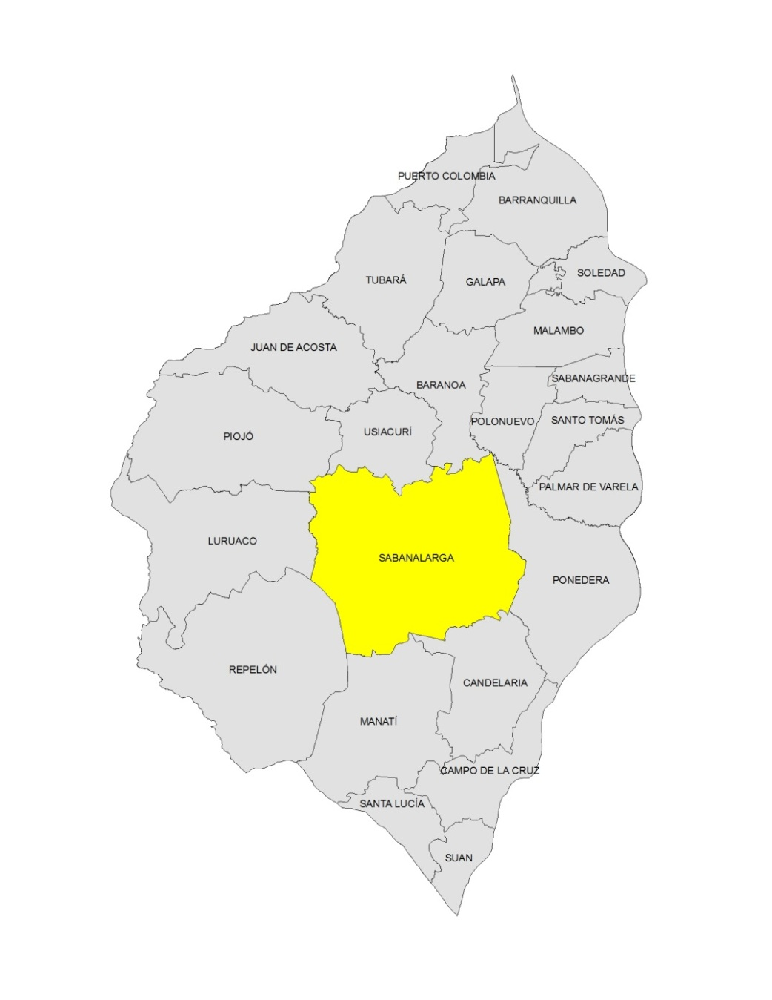 PUERTO COLOMBIA
BARRANQUILLA
SOLEDAD
TUBARÁ
GALAPA
MALAMBO
JUAN DE ACOSTA
SABANAGRANDE
BARANOA
SANTO TOMÁS
POLONUEVO
USIACURÍ
PIOJÓ
PALMAR DE VARELA
LURUACO
SABANALARGA
PONEDERA
REPELÓN
CANDELARIA
MANATÍ
CAMPO DE LA CRUZ
SANTA LUCÍA
SUAN